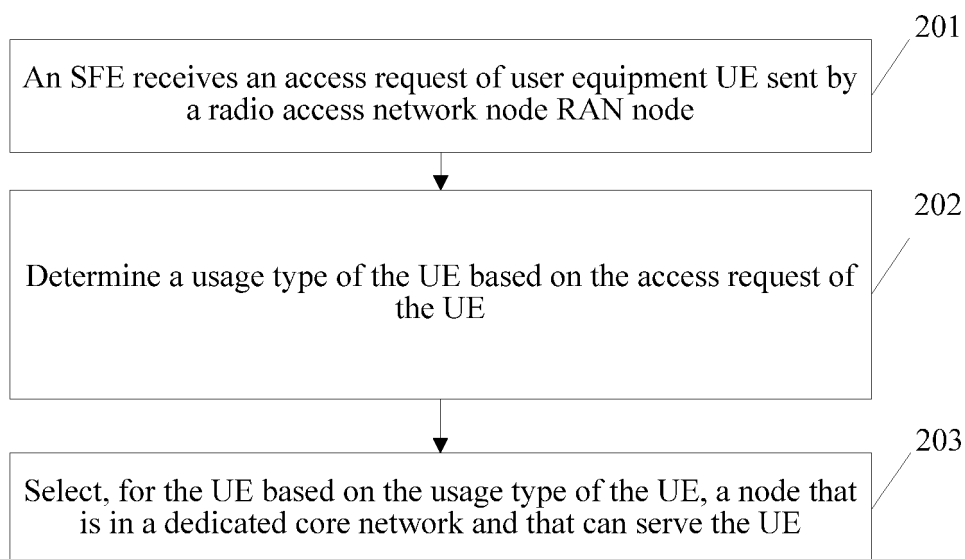 201
An SFE receives an access request of user equipment UE sent by
a radio access network node RAN node
202
Determine a usage type of the UE based on the access request of
the UE
203
Select, for the UE based on the usage type of the UE, a node that
is in a dedicated core network and that can serve the UE